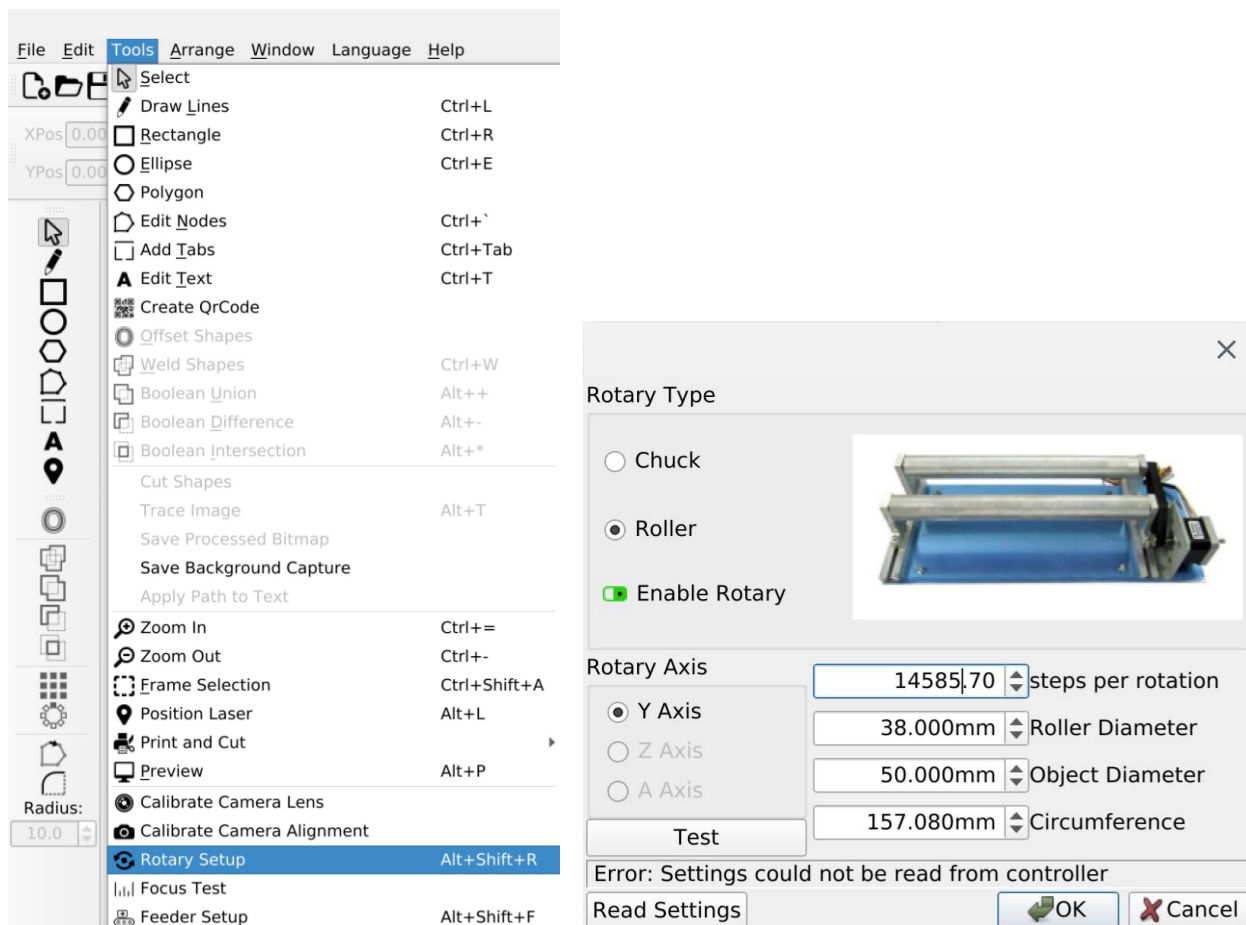 File Edit Tools Arrange Window Language Help
Select
Draw Lines Ctrl+L
XPos 0.00
Rectangle Ctrl+R
Ellipse Ctrl+E
YPos 0.00
Polygon
Edit Nodes Ctrl+`
Add Tabs Ctrl+Tab
A Edit Text Ctrl+T
Create QrCode
Offset Shapes
Weld Shapes Ctrl+W
Boolean Union Alt++
Boolean Difference Alt+-
Boolean Intersection Alt+*
A
Cut Shapes
Trace Image Alt+T
Save Processed Bitmap
Save Background Capture
Apply Path to Text
Zoom In Ctrl+=
Zoom Out Ctrl+-
Frame Selection Ctrl+Shift+A
Position Laser Alt+L
Print and Cut
Preview Alt+P
Calibrate Camera Lens
Radius:
10.0
Calibrate Camera Alignment
Rotary Setup Alt+Shift+R
Focus Test
Feeder Setup Alt+Shift+F
Rotary Type
Chuck
Roller
Enable Rotary
Rotary Axis
Y Axis
Z Axis
A Axis
Test
14585.70 steps per rotation
38.000mm Roller Diameter
50.000mm Object Diameter
157.080mm Circumference
Error: Settings could not be read from controller
Read Settings OK Cancel